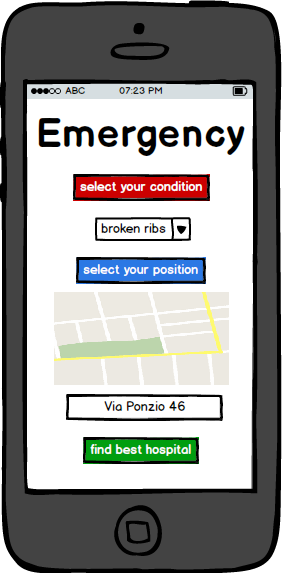 ABC 07:23 PM
Emergency
select your condition
broken ribs
select your position
Via Ponzio 46
find best hospital